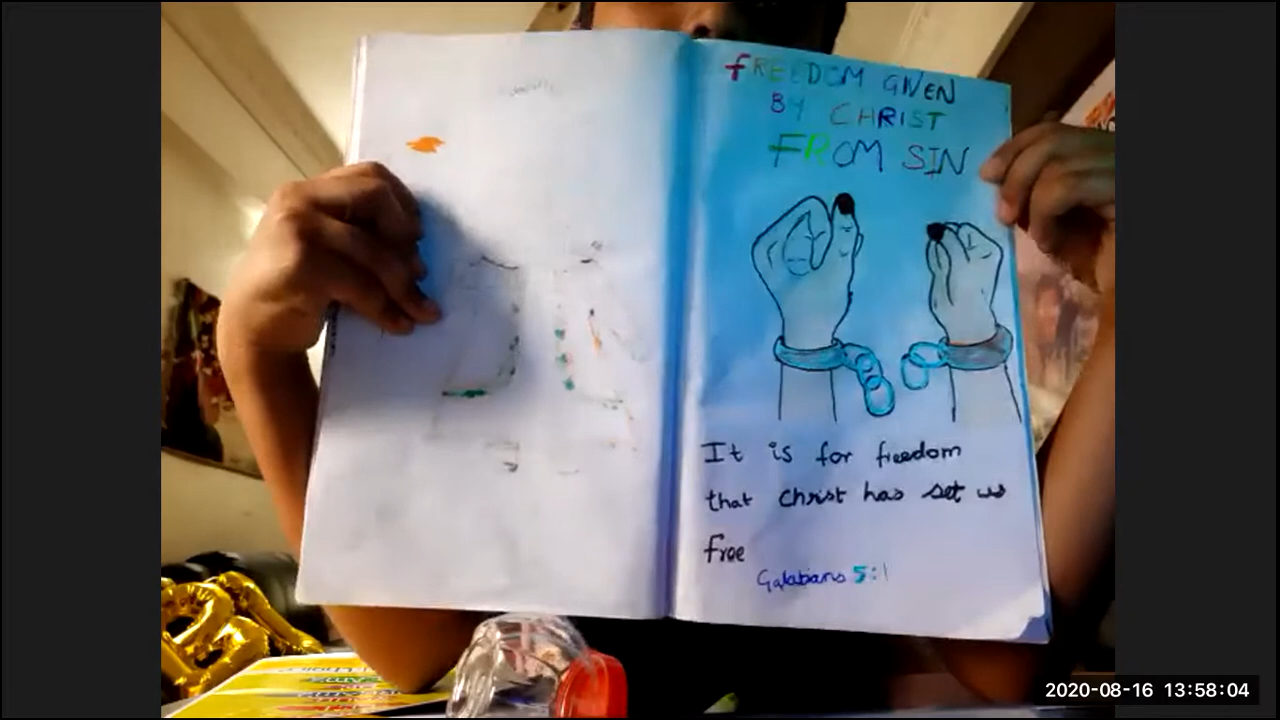 fREEDOM GIVEN
BY CHRIST
FROM SIN
It is for freedom
that christ has set us
free
Galatians 5:1
2020-08-16 13:58:04